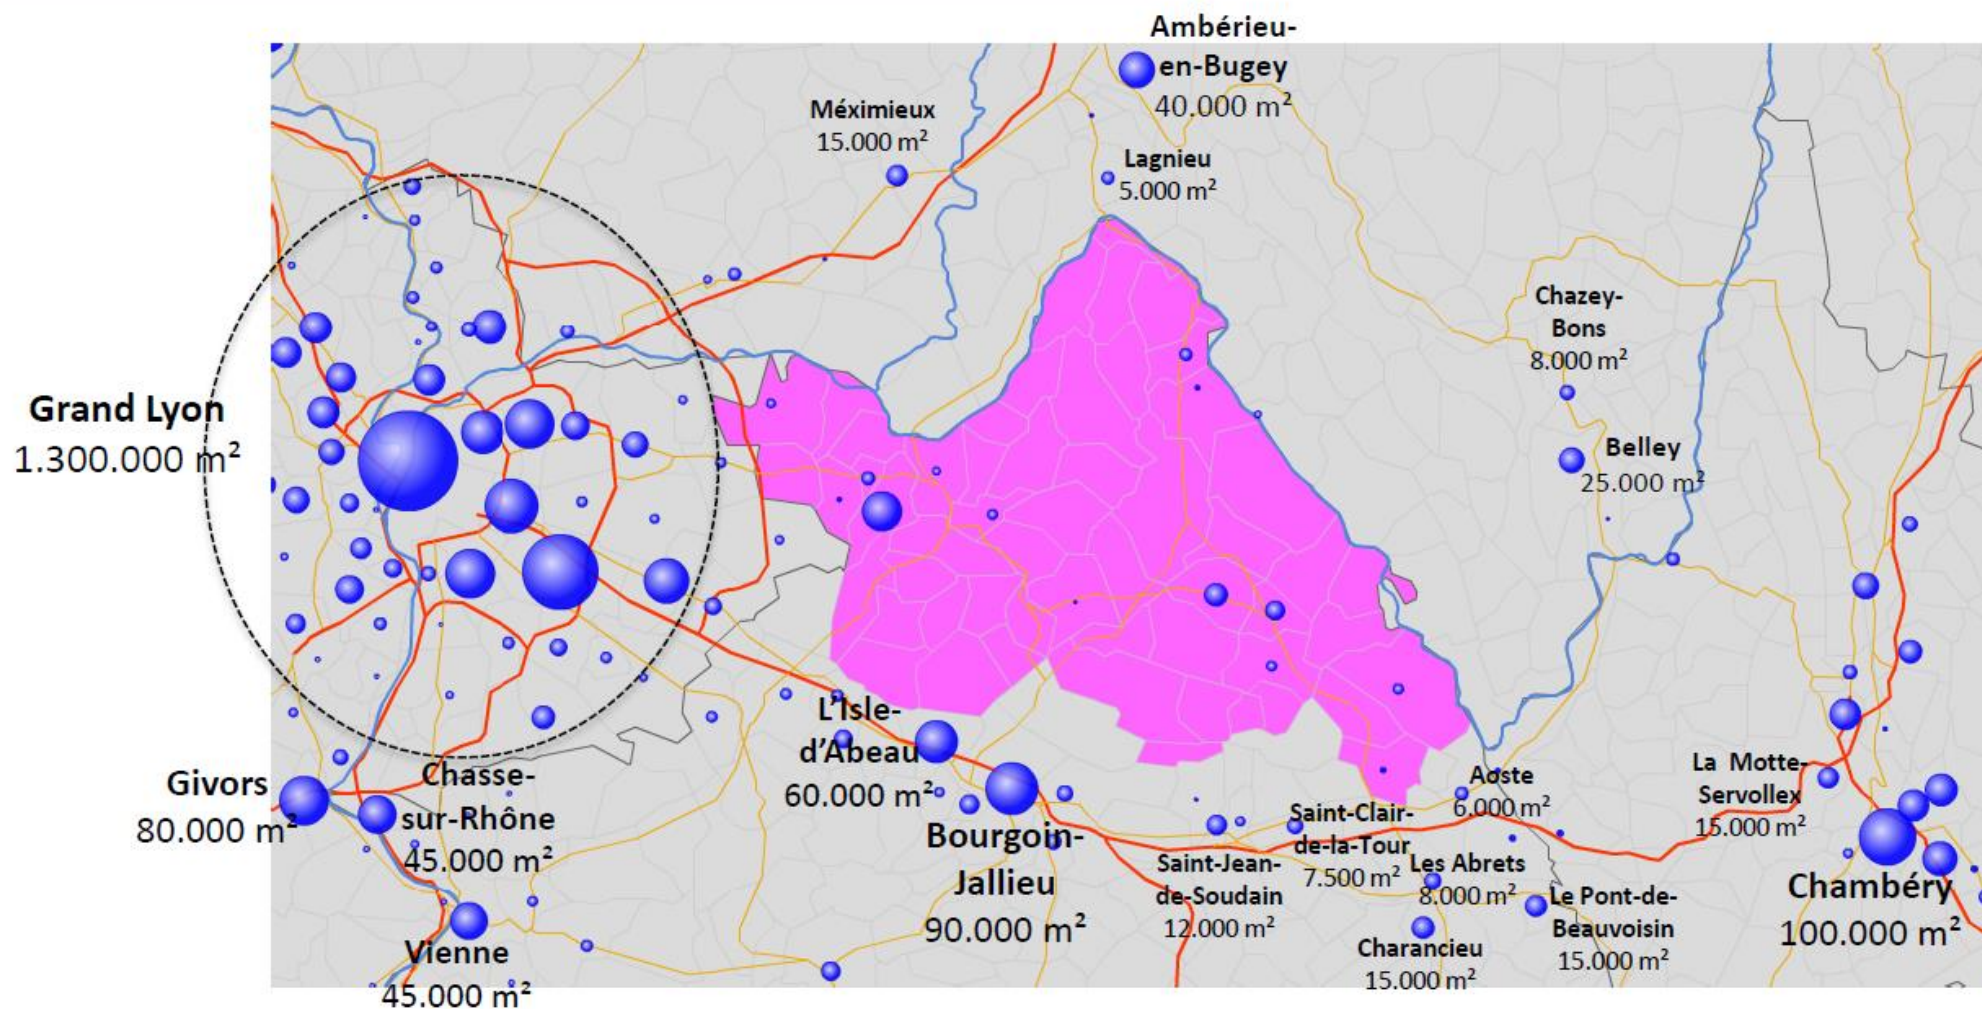 Ambérieu-
en-Bugey
40.000 m²
Méximieux
15.000 m²
Lagnieu
5.000 m²
Chazey-
Bons
8.000 m²
Grand Lyon
1.300.000 m²
Belley
25.000 m²
L'Isle-
d'Abeau
60.000 m²
Givors
80.000 m²
Chasse-
sur-Rhône
45.000 m²
Bourgoin-
Jallieu
90.000 m²
Vienne
45.000 m²
Saint-Jean-
de-Soudain
12.000 m²
Saint-Clair-
de-la-Tour
7.500 m²
Aoste
6.000 m²
Les Abrets
8.000 m²
Charancieu
15.000 m²
Le Pont-de-
Beauvoisin
15.000 m²
La Motte-
Servollex
15.000 m²
Chambéry
100.000 m²